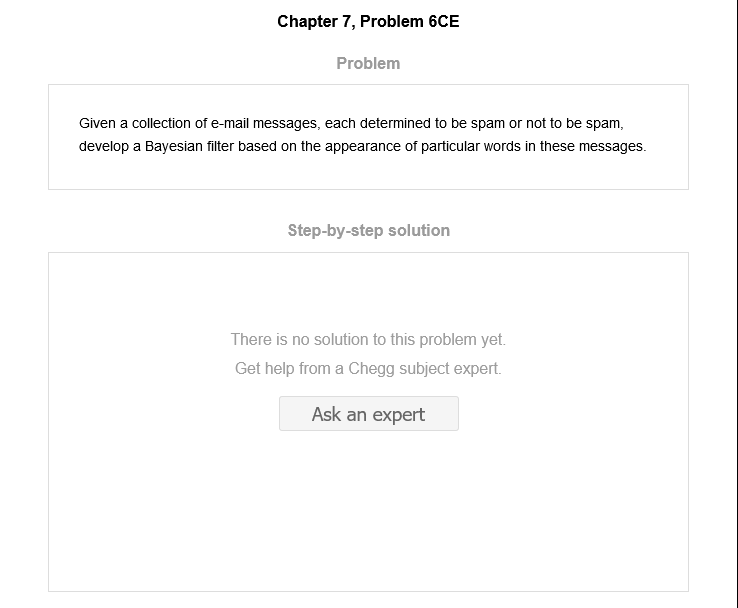 Chapter 7, Problem 6CE
Problem
Given a collection of e-mail messages, each determined to be spam or not to be spam,
develop a Bayesian filter based on the appearance of particular words in these messages.
Step-by-step solution
There is no solution to this problem yet.
Get help from a Chegg subject expert.
Ask an expert